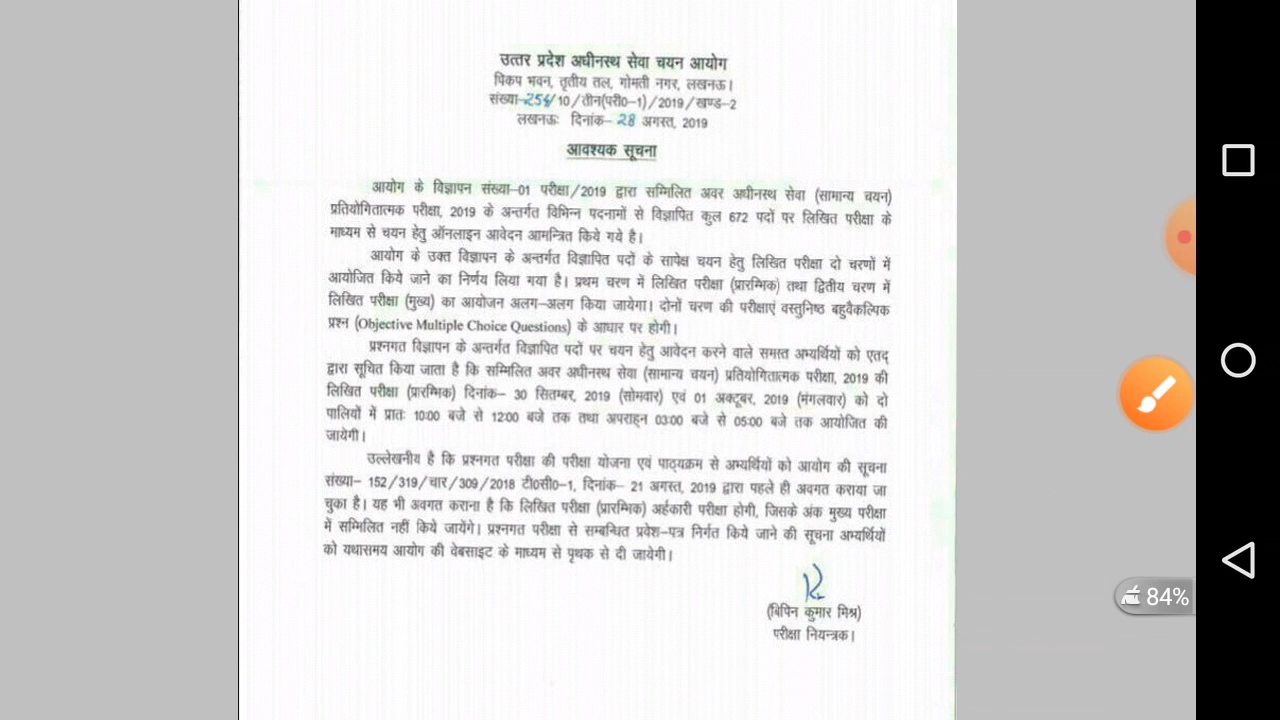 उत्तर प्रदेश अधीनस्थ सेवा चयन आयोग
पिकप भवन, तृतीय तल, गोमती नगर, लखनऊ।
संख्या-254/10/तीन(परी0-1)/2019/खण्ड-2
लखनऊः दिनांक- 28 अगस्त, 2019
आवश्यक सूचना
आयोग के विज्ञापन संख्या-01 परीक्षा/2019 द्वारा सम्मिलित अवर अधीनस्थ सेवा (सामान्य चयन)
प्रतियोगितात्मक परीक्षा, 2019 के अन्तर्गत विभिन्न पदनामों से विज्ञापित कुल 672 पदों पर लिखित परीक्षा के
माध्यम से चयन हेतु ऑनलाइन आवेदन आमन्त्रित किये गये है।
आयोग के उक्त विज्ञापन के अन्तर्गत विज्ञापित पदों के सापेक्ष चयन हेतु लिखित परीक्षा दो चरणों में
आयोजित किये जाने का निर्णय लिया गया है। प्रथम चरण में लिखित परीक्षा (प्रारम्भिक) तथा द्वितीय चरण में
लिखित परीक्षा (मुख्य) का आयोजन अलग-अलग किया जायेगा। दोनों चरण की परीक्षाएं वस्तुनिष्ठ बहुवैकल्पिक
प्रश्न (Objective Multiple Choice Questions) के आधार पर होगी।
प्रश्नगत विज्ञापन के अन्तर्गत विज्ञापित पदों पर चयन हेतु आवेदन करने वाले समस्त अभ्यर्थियों को एतद्
द्वारा सूचित किया जाता है कि सम्मिलित अवर अधीनस्थ सेवा (सामान्य चयन) प्रतियोगितात्मक परीक्षा, 2019 की
लिखित परीक्षा (प्रारम्भिक) दिनांक- 30 सितम्बर, 2019 (सोमवार) एवं 01 अक्टूबर, 2019 (मंगलवार) को दो
पालियों में प्रातः 10:00 बजे से 12:00 बजे तक तथा अपराहन 03:00 बजे से 05:00 बजे तक आयोजित की
जायेगी।
उल्लेखनीय है कि प्रश्नगत परीक्षा की परीक्षा योजना एवं पाठ्यक्रम से अभ्यर्थियों को आयोग की सूचना
संख्या- 152/319/चार/309/2018 टी0सी0-1, दिनांक- 21 अगस्त, 2019 द्वारा पहले ही अवगत कराया जा
चुका है। यह भी अवगत कराना है कि लिखित परीक्षा (प्रारम्भिक) अर्हकारी परीक्षा होगी, जिसके अंक मुख्य परीक्षा
में सम्मिलित नहीं किये जायेंगे। प्रश्नगत परीक्षा से सम्बन्धित प्रवेश-पत्र निर्गत किये जाने की सूचना अभ्यर्थियों
को यथासमय आयोग की वेबसाइट के माध्यम से पृथक से दी जायेगी।
(बिपिन कुमार मिश्र)
परीक्षा नियन्त्रक।
84%